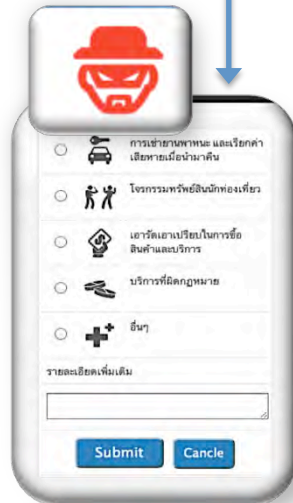 การเช่ายานพาหนะ และเรียกค่า
เสียหายเมื่อนำมาคืน
โจรกรรมทรัพย์สินนักท่องเที่ยว
เอารัดเอาเปรียบในการซื้อ
สินค้าและบริการ
บริการที่ผิดกฎหมาย
อื่นๆ
รายละเอียดเพิ่มเติม
Submit Cancle